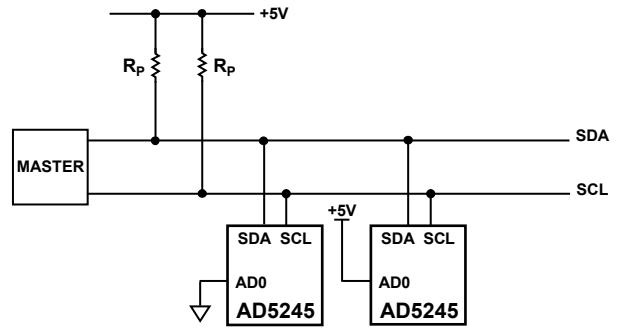 +5V
RP RP
SDA
MASTER
SCL
+5V
SDA SCL
SDA SCL
AD0
AD0
AD5245
AD5245